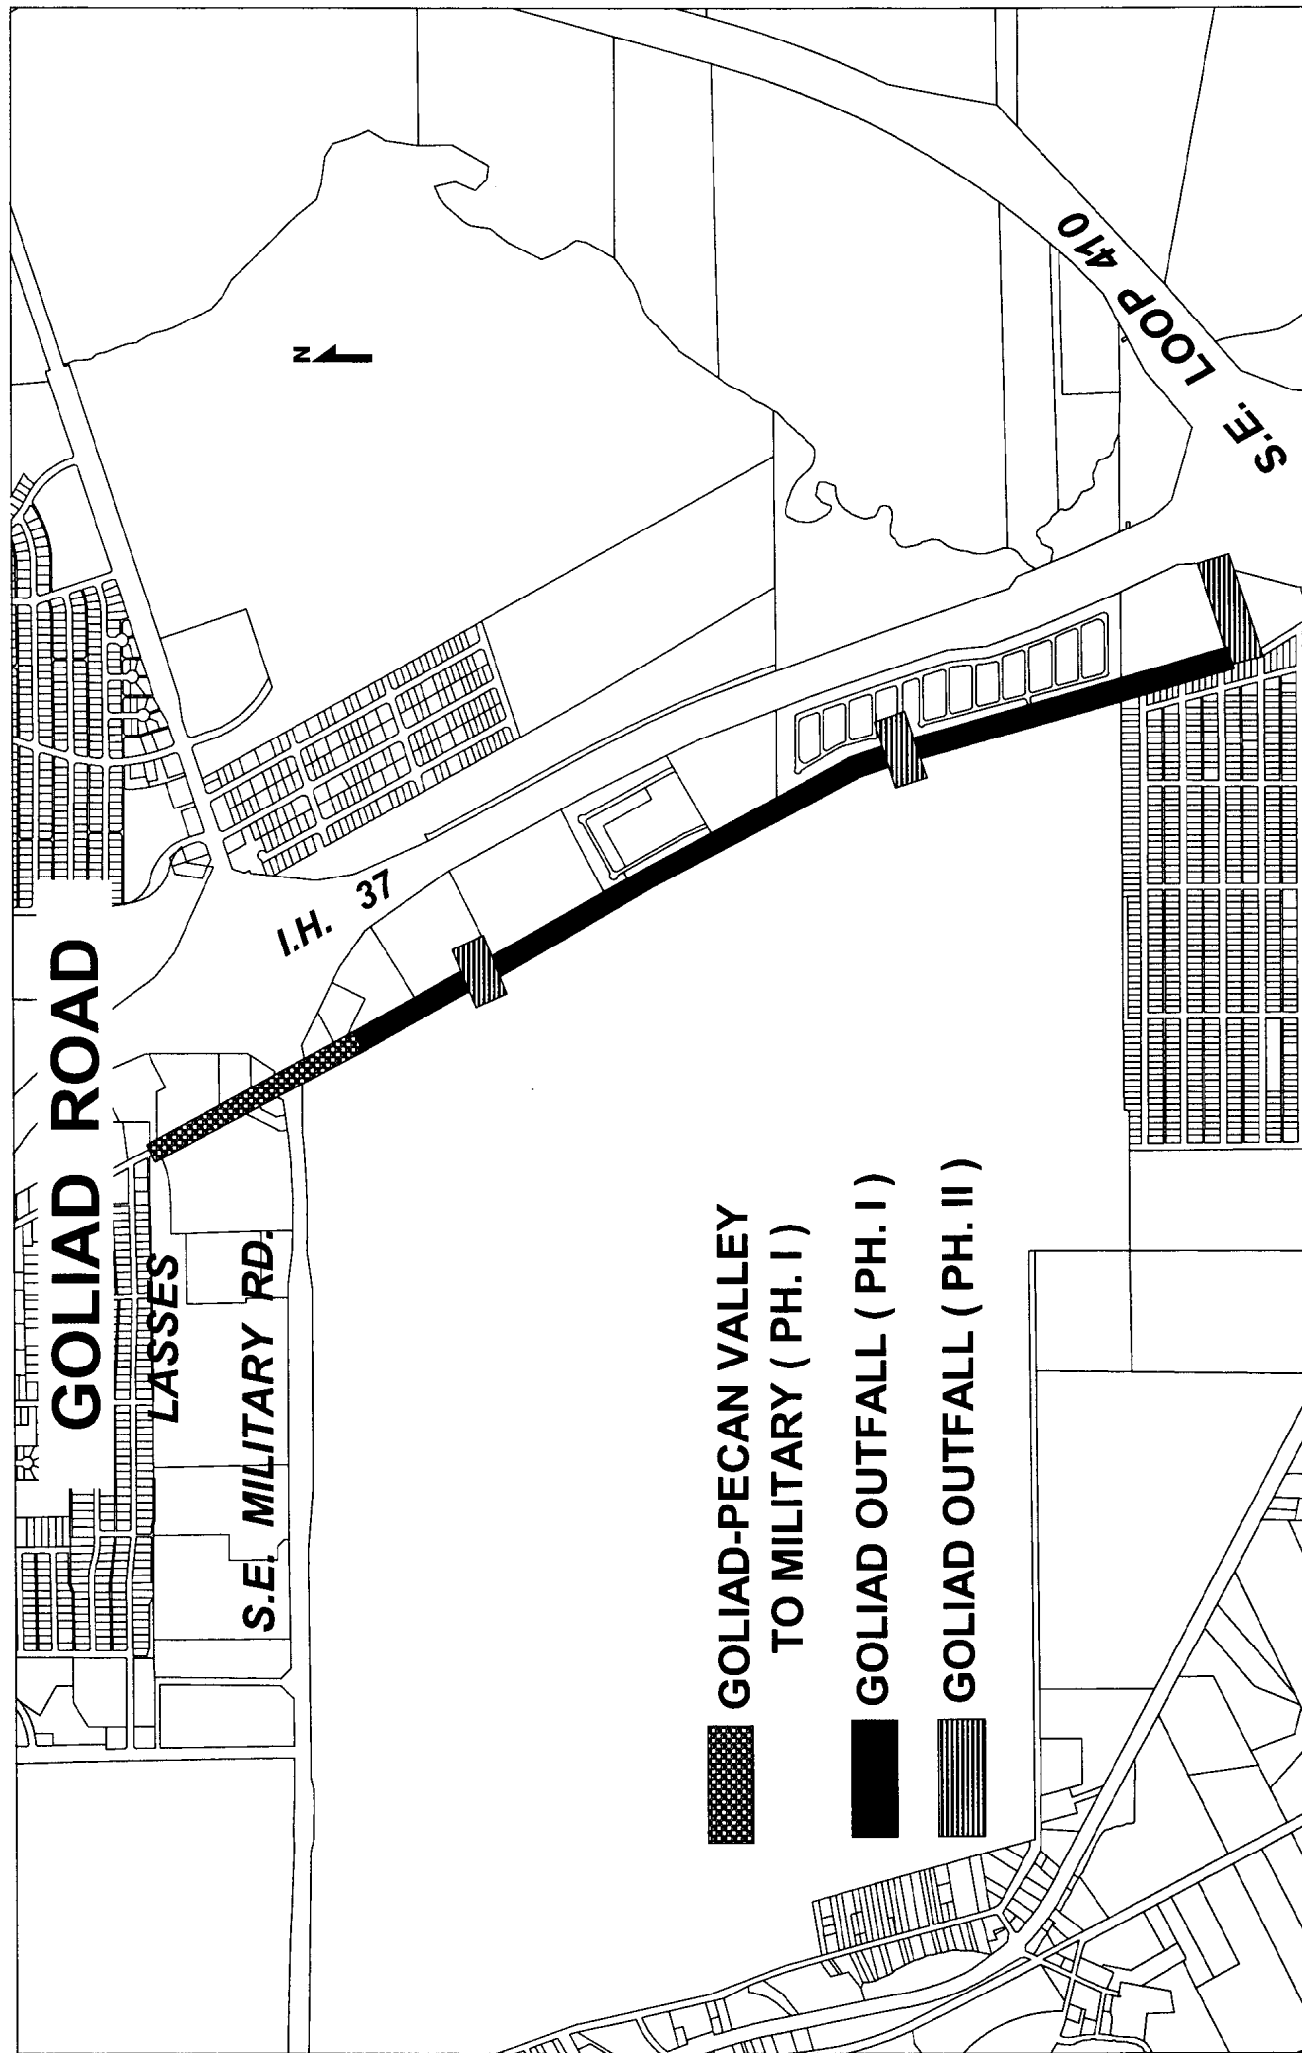 GOLIAD ROAD
LASSES
S.E. MILITARY RD.
I.H. 37
N
S.E. LOOP 410
GOLIAD-PECAN VALLEY
TO MILITARY ( PH. I )
GOLIAD OUTFALL ( PH. I )
GOLIAD OUTFALL ( PH. II )